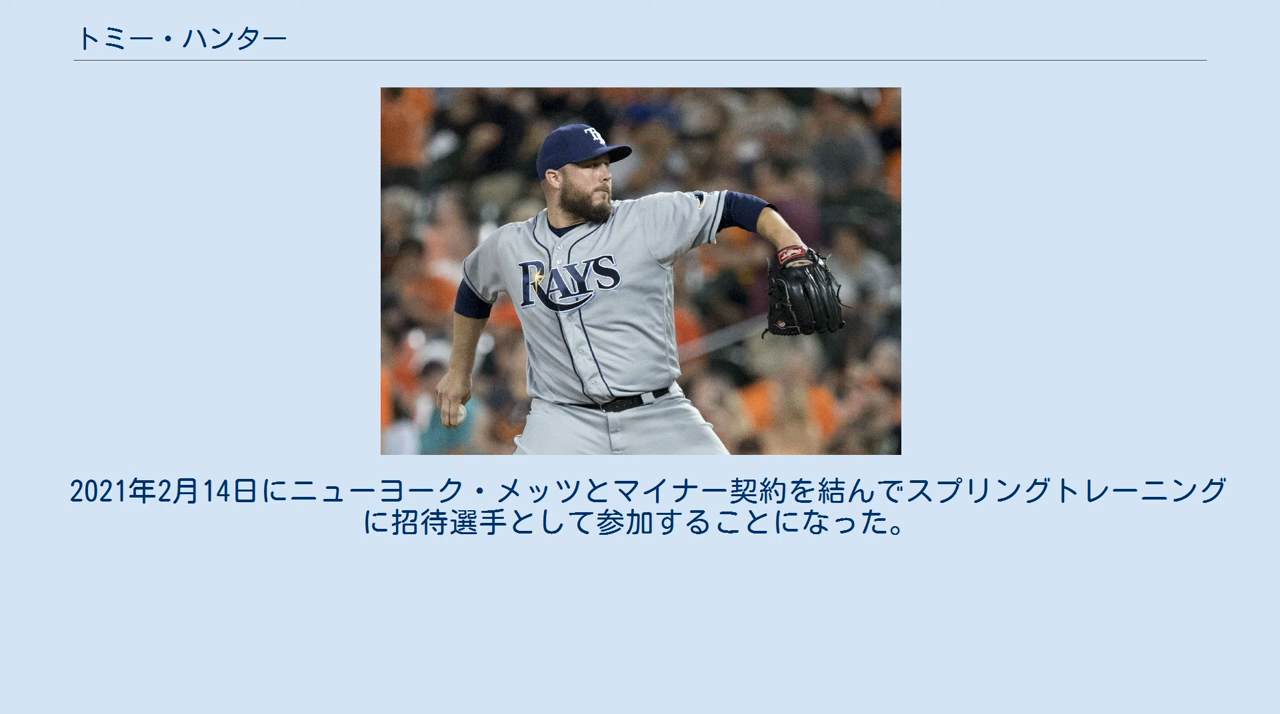 トミー・ハンター
TB
RAYS
2021年2月14日にニューヨーク・メッツとマイナー契約を結んでスプリングトレーニング
に招待選手として参加することになった。